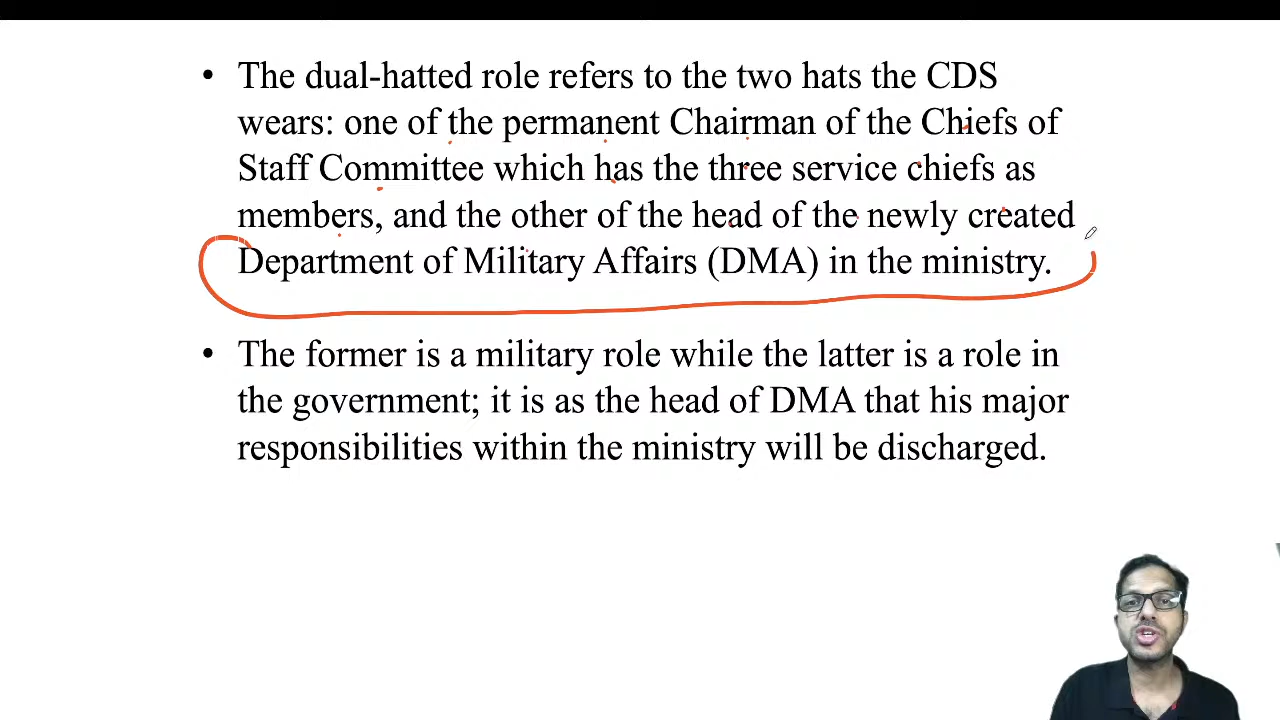 • The dual-hatted role refers to the two hats the CDS
wears: one of the permanent Chairman of the Chiefs of
Staff Committee which has the three service chiefs as
members, and the other of the head of the newly created
Department of Military Affairs (DMA) in the ministry.
• The former is a military role while the latter is a role in
the government; it is as the head of DMA that his major
responsibilities within the ministry will be discharged.